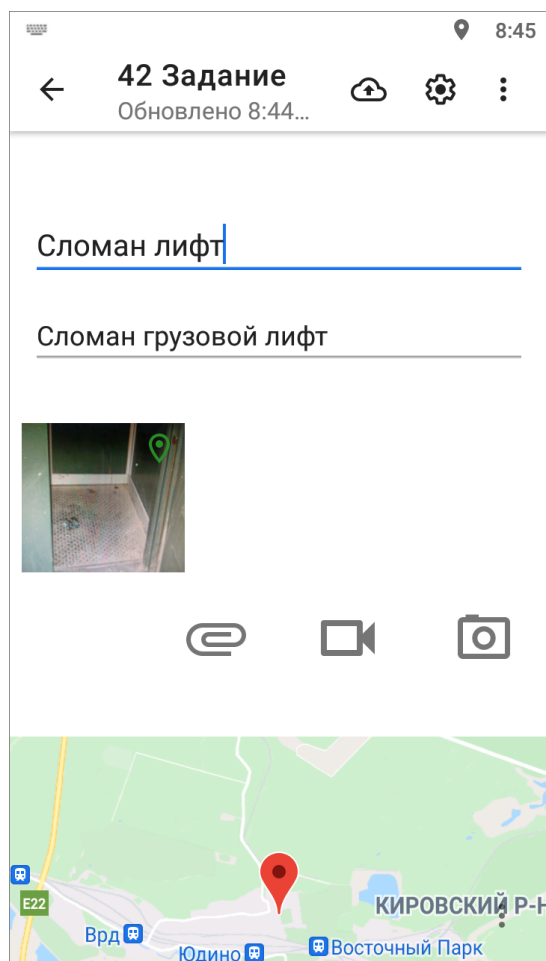 8:45
42 Задание
Обновлено 8:44...
Сломан лифт
Сломан грузовой лифт
E22
КИРОВСКИЙ Р-Н
Врд
Юдино
Восточный Парк